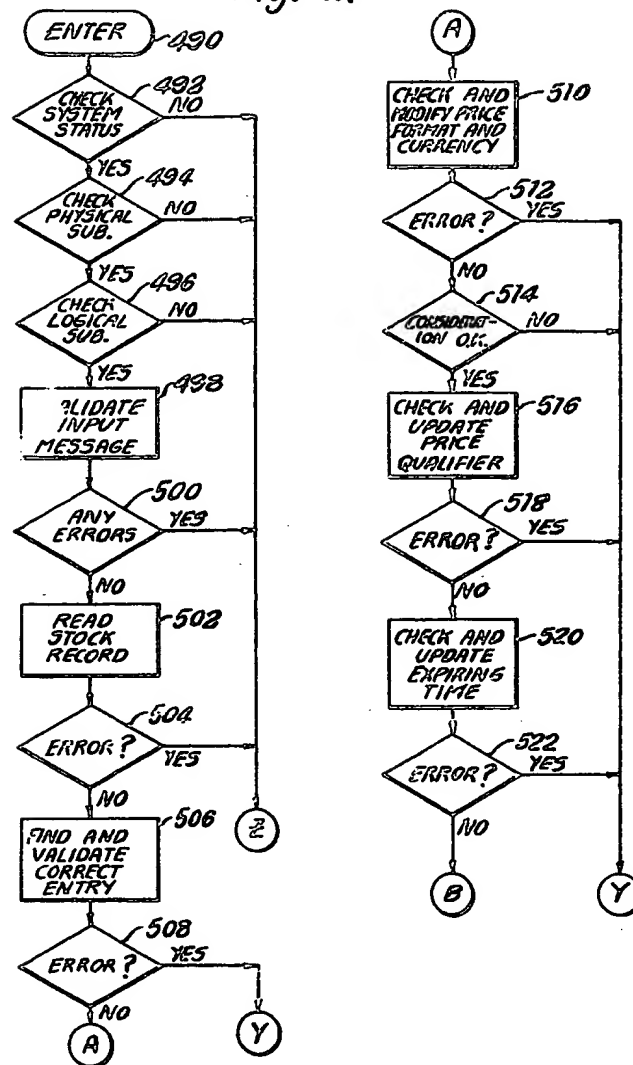 ENTER
490
CHECK
SYSTEM
STATUS
492
NO
YES
CHECK
PHYSICAL
SUB.
494
NO
YES
CHECK
LOGICAL
SUB.
496
NO
YES
ALIDATE
INPUT
MESSAGE
498
ANY
ERRORS
500
YES
NO
READ
STOCK
RECORD
502
ERROR?
504
YES
NO
Z
FIND AND
VALIDATE
CORRECT
ENTRY
506
ERROR?
508
YES
NO
A
Y
A
CHECK AND
MODIFY PRICE
FORMAT AND
CURRENCY
510
ERROR?
512
YES
NO
ION O.K.
514
NO
YES
CHECK AND
UPDATE
PRICE
QUALIFIER
516
ERROR?
518
YES
NO
CHECK AND
UPDATE
EXPIRING
TIME
520
ERROR?
522
YES
NO
B
Y